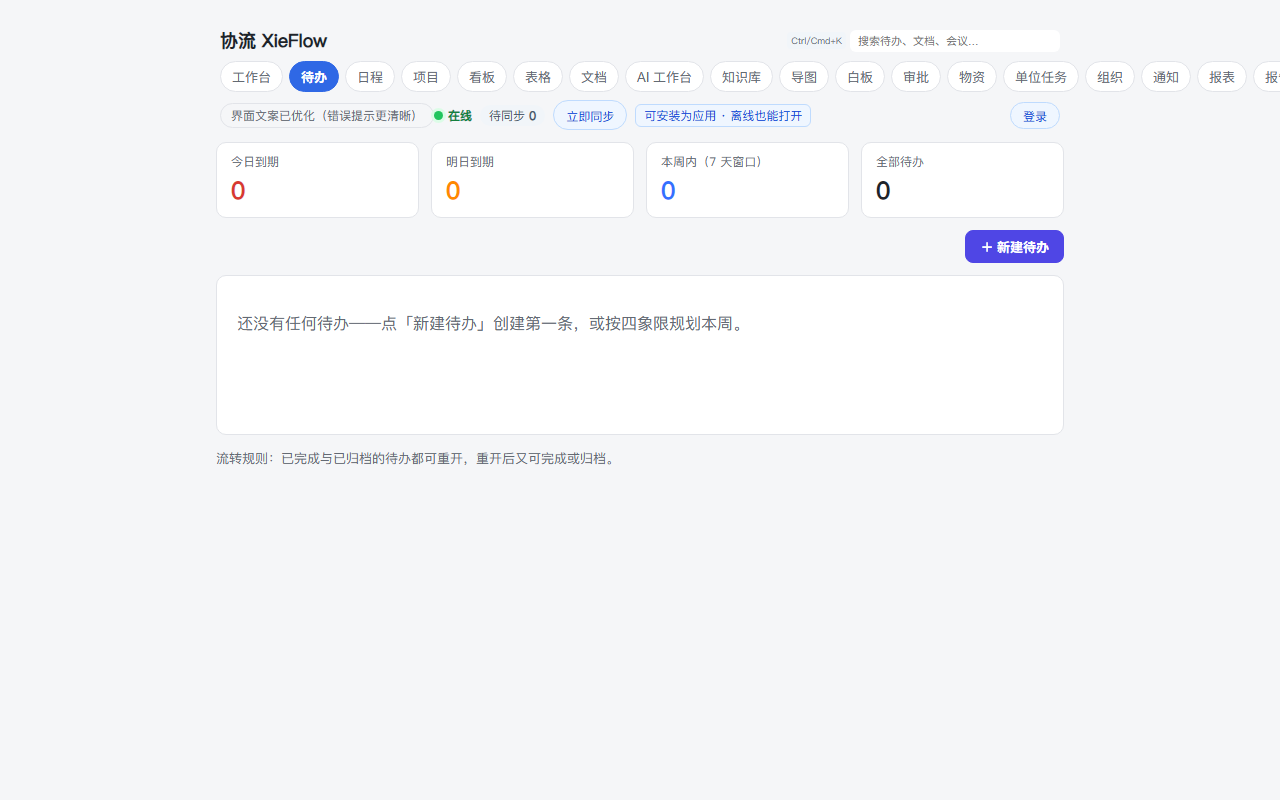 协流 XieFlow
Ctrl/Cmd+K 搜索待办、文档、会议...
工作台 待办 日程 项目 看板 表格 文档 AI 工作台 知识库 导图 白板 审批 物资 单位任务 组织 通知 报表 报
界面文案已优化（错误提示更清晰） 在线 待同步 0 立即同步 可安装为应用 · 离线也能打开 登录
今日到期 明日到期 本周内（7 天窗口） 全部待办
0 0 0 0
＋ 新建待办
还没有任何待办——点「新建待办」创建第一条，或按四象限规划本周。
流转规则：已完成与已归档的待办都可重开，重开后又可完成或归档。